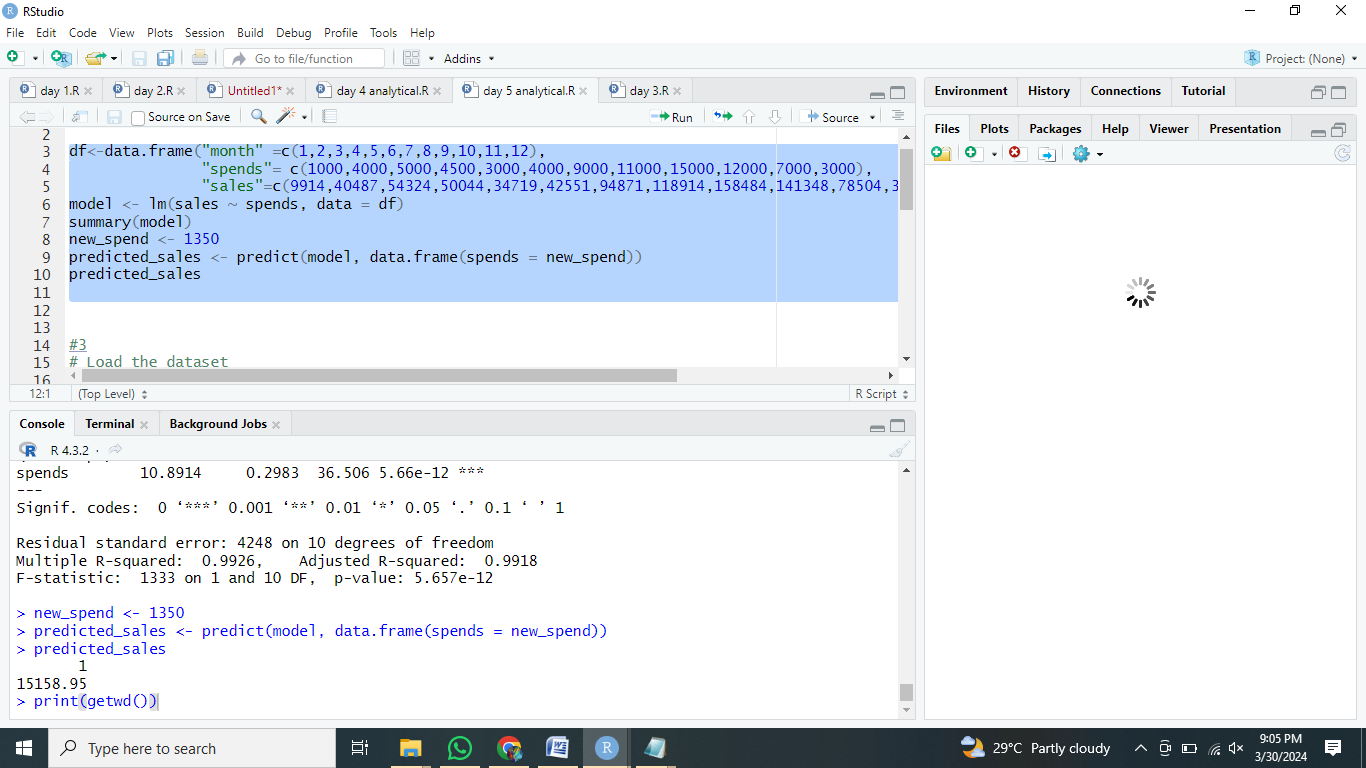 RStudio
File Edit Code View Plots Session Build Debug Profile Tools Help
Go to file/function Addins Project: (None)
day 1.R day 2.R Untitled1* day 4 analytical.R day 5 analytical.R day 3.R
Source on Save Run Source
2
3 df<-data.frame("month" =c(1,2,3,4,5,6,7,8,9,10,11,12),
4 "spends"= c(1000,4000,5000,4500,3000,4000,9000,11000,15000,12000,7000,3000),
5 "sales"=c(9914,40487,54324,50044,34719,42551,94871,118914,158484,141348,78504,3
6 model <- lm(sales ~ spends, data = df)
7 summary(model)
8 new_spend <- 1350
9 predicted_sales <- predict(model, data.frame(spends = new_spend))
10 predicted_sales
11
12
13
14 #3
15 # Load the dataset
16
12:1 (Top Level) R Script
Console Terminal Background Jobs
R 4.3.2 ·
spends 10.8914 0.2983 36.506 5.66e-12 ***
---
Signif. codes: 0 ‘***’ 0.001 ‘**’ 0.01 ‘*’ 0.05 ‘.’ 0.1 ‘ ’ 1
Residual standard error: 4248 on 10 degrees of freedom
Multiple R-squared: 0.9926, Adjusted R-squared: 0.9918
F-statistic: 1333 on 1 and 10 DF, p-value: 5.657e-12
> new_spend <- 1350
> predicted_sales <- predict(model, data.frame(spends = new_spend))
> predicted_sales
1
15158.95
> print(getwd())
Environment History Connections Tutorial
Files Plots Packages Help Viewer Presentation
Type here to search
29°C Partly cloudy
9:05 PM
3/30/2024